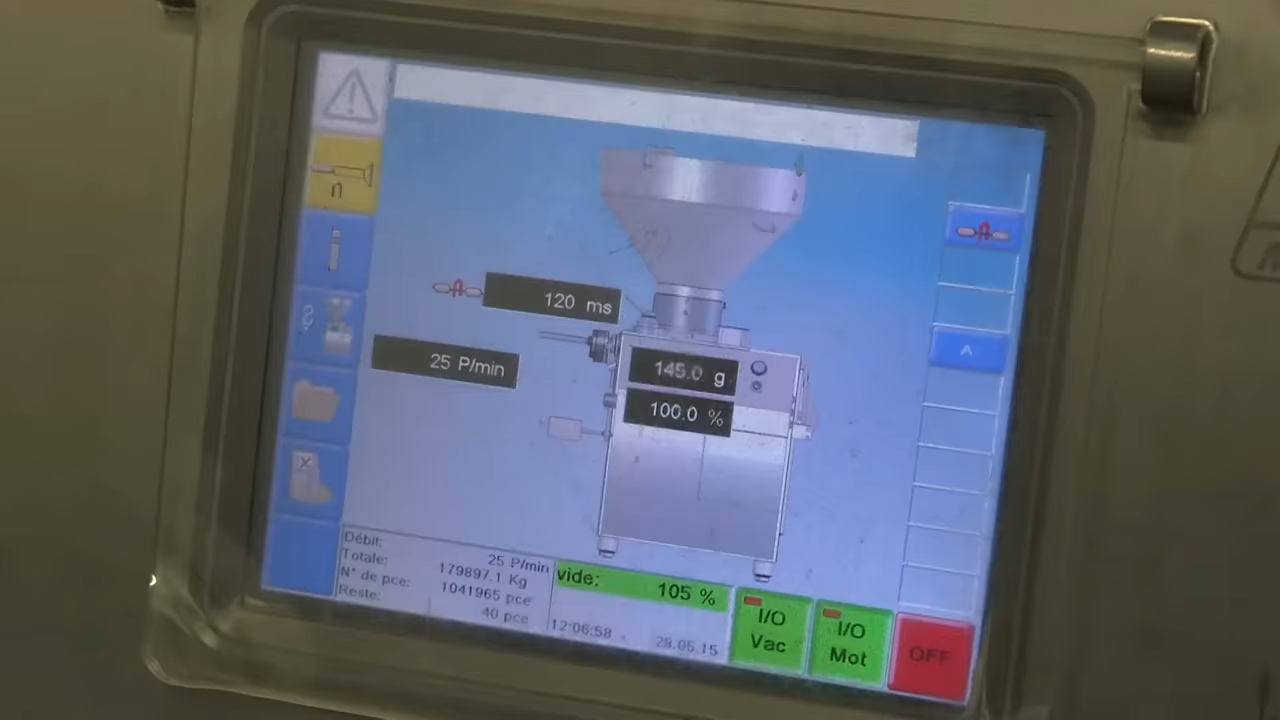 n
120 ms
25 P/min
145.0 g
100.0 %
A
Débit: 25 P/min
Totale: 179897.1 Kg
N° de pce: 1041965 pce
Reste: 40 pce
vide: 105 %
12:06:58 28.05.15
I/O Vac
I/O Mot
OFF